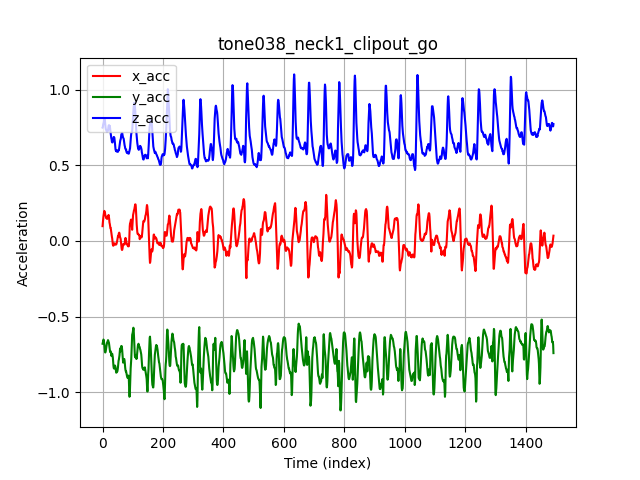 tone038_neck1_clipout_go
x_acc
y_acc
z_acc
1.0
0.5
0.0
−0.5
−1.0
Acceleration
0 200 400 600 800 1000 1200 1400
Time (index)